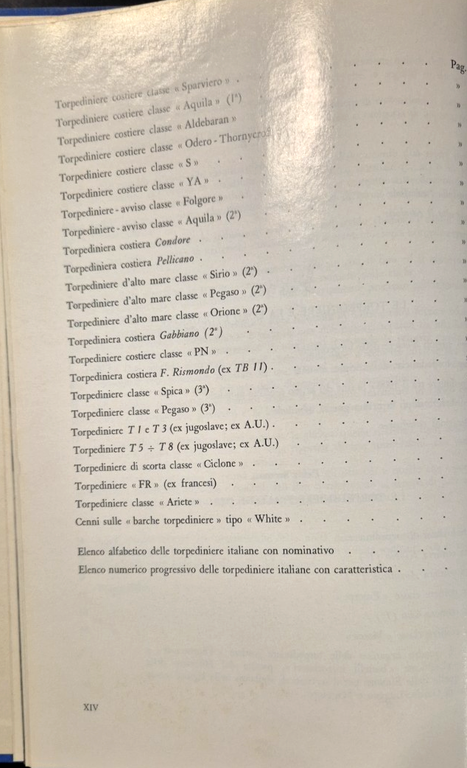 Pag.
Torpediniere costiere classe « Sparviero » . . . . .
Torpediniere costiere classe « Aquila » (1ª) . . . . »
Torpediniere costiere classe « Aldebaran » . . . . »
Torpediniere costiere classe « Odero - Thornycroft » . . . . »
Torpediniere costiere classe « S » . . . . . . »
Torpediniere costiere classe « YA » . . . . . . »
Torpediniere - avviso classe « Folgore » . . . . . . »
Torpediniere - avviso classe « Aquila » (2ª) . . . . . »
Torpediniera costiera Condore . . . . . . . »
Torpediniera costiera Pellicano . . . . . . . »
Torpediniere d'alto mare classe « Sirio » (2ª) . . . . . . »
Torpediniere d'alto mare classe « Pegaso » (2ª) . . . . . . »
Torpediniere d'alto mare classe « Orione » (2ª) . . . . . . »
Torpediniera costiera Gabbiano (2ª) . . . . . . »
Torpediniere costiere classe « PN » . . . . . . . »
Torpediniera costiera F. Rismondo (ex TB 11) . . . . . . »
Torpediniere classe « Spica » (3ª) . . . . . . . »
Torpediniere classe « Pegaso » (3ª) . . . . . . . »
Torpediniere T 1 e T 3 (ex jugoslave; ex A.U.) . . . . . . »
Torpediniere T 5 ÷ T 8 (ex jugoslave; ex A.U.) . . . . . »
Torpediniere di scorta classe « Ciclone » . . . . . . .
Torpediniere « FR » (ex francesi) . . . . . . .
Torpediniere classe « Ariete » . . . . . . . .
Cenni sulle « barche torpediniere » tipo « White » . . . . .
Elenco alfabetico delle torpediniere italiane con nominativo . . . .
Elenco numerico progressivo delle torpediniere italiane con caratteristica . . .
XIV